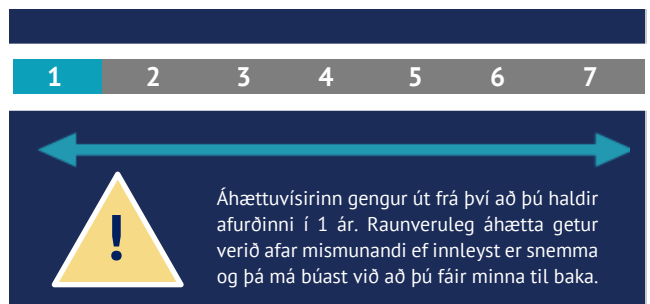 1 2 3 4 5 6 7
!
Áhættuvísirinn gengur út frá því að þú haldir
afurðinni í 1 ár. Raunveruleg áhætta getur
verið afar mismunandi ef innleyst er snemma
og þá má búast við að þú fáir minna til baka.